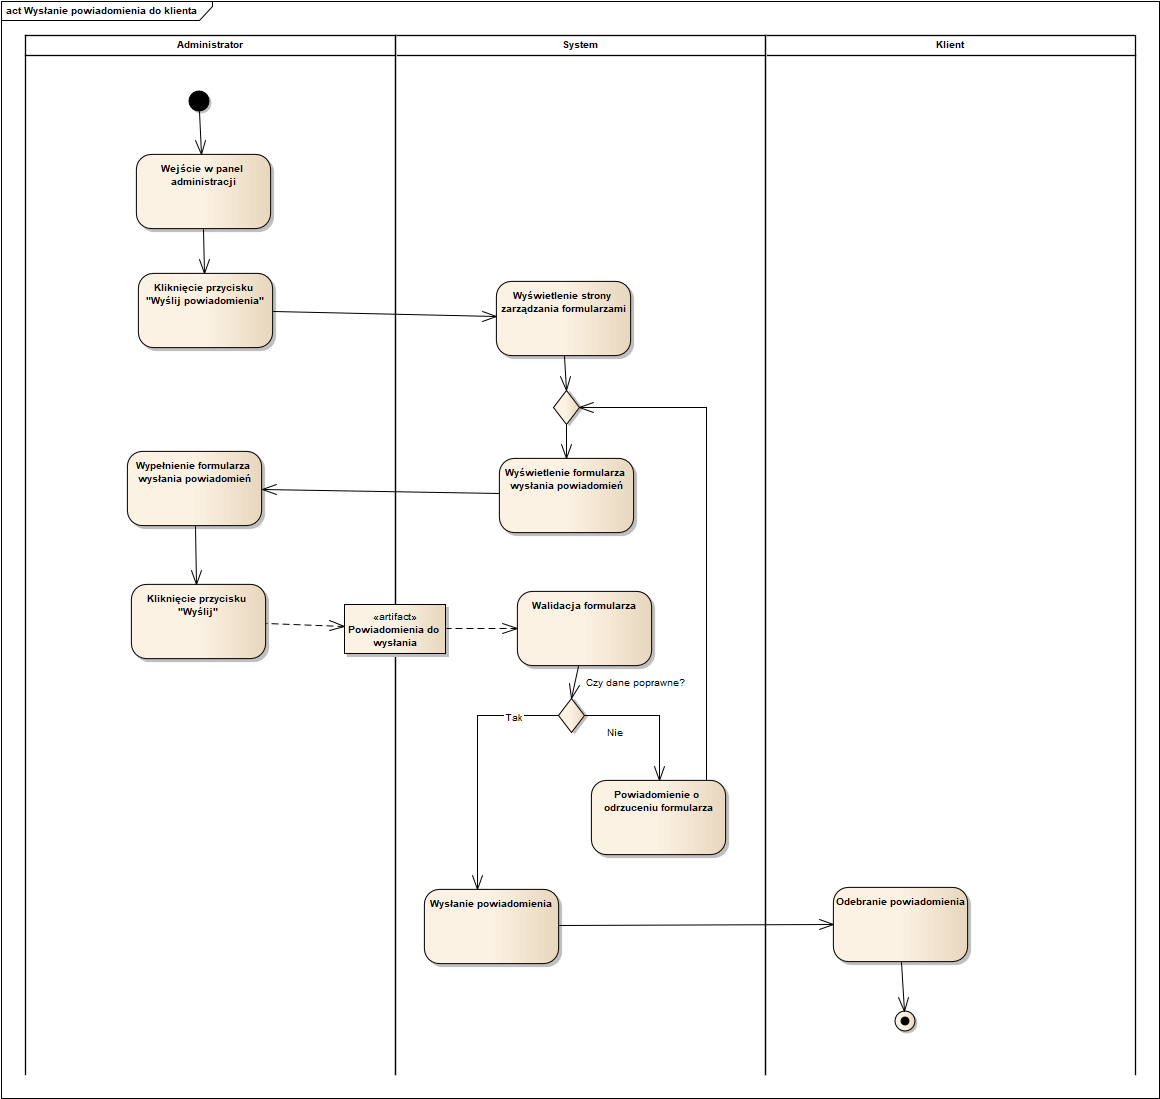 act Wysłanie powiadomienia do klienta
Administrator
System
Klient
Wejście w panel
administracji
Kliknięcie przycisku
"Wyślij powiadomienia"
Wyświetlenie strony
zarządzania formularzami
Wypełnienie formularza
wysłania powiadomień
Wyświetlenie formularza
wysłania powiadomień
Kliknięcie przycisku
"Wyślij"
«artifact»
Powiadomienia do
wysłania
Walidacja formularza
Czy dane poprawne?
Tak
Nie
Powiadomienie o
odrzuceniu formularza
Wysłanie powiadomienia
Odebranie powiadomienia